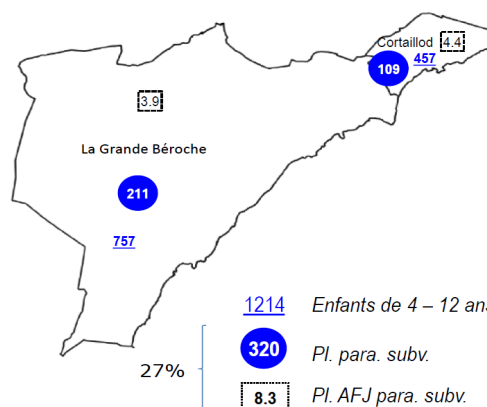 Cortaillod 4.4
109 457
3.9
La Grande Béroche
211
757
1214 Enfants de 4 – 12 ans
320 Pl. para. subv.
27%
8.3 Pl. AFJ para. subv.